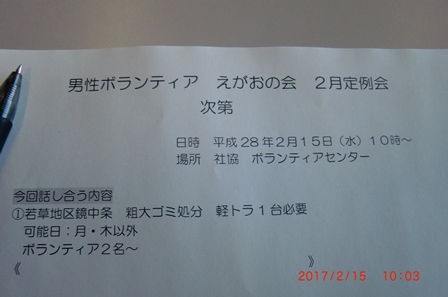 男性ボランティア　えがおの会　２月定例会
次第
日時　平成２８年２月１５日（水）１０時～
場所　社協　ボランティアセンター
今回話し合う内容
①若草地区鏡中条　粗大ゴミ処分　軽トラ１台必要
可能日：月・木以外
ボランティア２名～
《　　　　　　　　　　　　　　　　》
2017/2/15 10:03